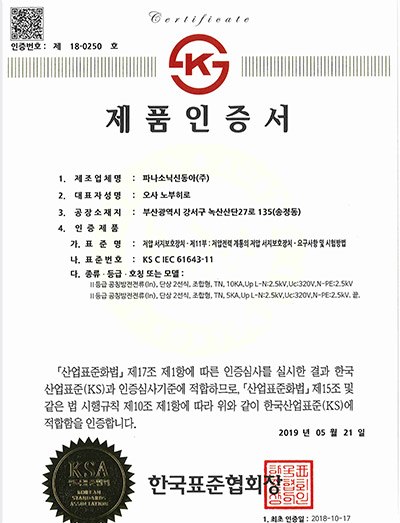 Certificate
인증번호 : 제 18-0250 호
KS
제품인증서
1. 제조업체명 : 파나소닉신동아(주)
2. 대표자성명 : 오사 노부히로
3. 공장소재지 : 부산광역시 강서구 녹산산단27로 135(송정동)
4. 인증제품
가. 표준명 : 저압 서지보호장치 - 제11부 : 저압전력 계통의 저압 서지보호장치 - 요구사항 및 시험방법
나. 표준번호 : KS C IEC 61643-11
다. 종류·등급·호칭 또는 모델 :
Ⅱ등급 공칭방전전류(In), 단상 2선식, 조합형, TN, 10KA,Up L-N:2.5kV,Uc:320V,N-PE:2.5kV
Ⅱ등급 공칭방전전류(In), 단상 2선식, 조합형, TN, 5KA,Up L-N:2.5kV,Uc:320V,N-PE:2.5kV. 끝.
「산업표준화법」제17조 제1항에 따른 인증심사를 실시한 결과 한국
산업표준(KS)과 인증심사기준에 적합하므로,「산업표준화법」제15조 및
같은 법 시행규칙 제10조 제1항에 따라 위와 같이 한국산업표준(KS)에
적합함을 인증합니다.
2019 년 05 월 21 일
KSA
한국표준협회
KOREAN
STANDARDS
ASSOCIATION
한국표준협회장
1. 최초 인증일 : 2018-10-17